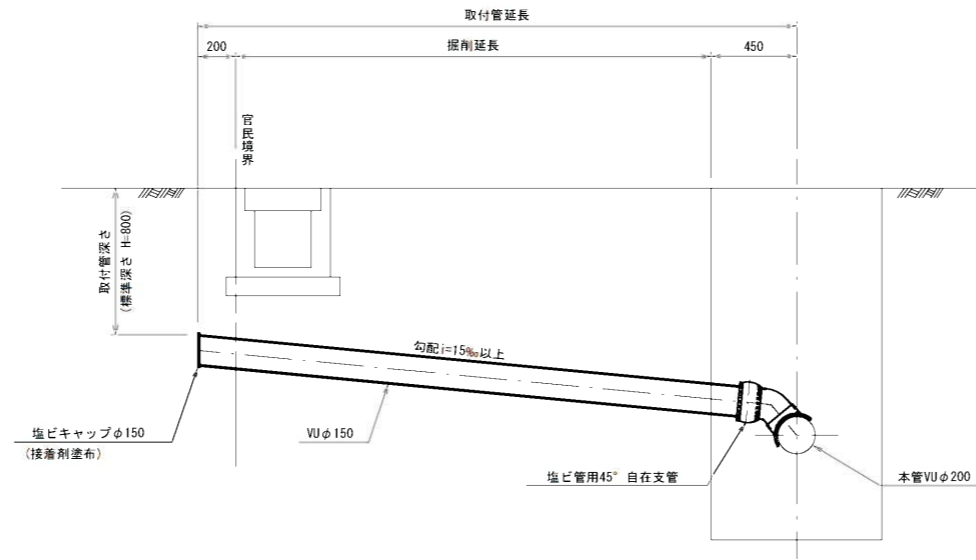 取付管延長
200
掘削延長
450
官民境界
取付管深さ
(標準深さ H=800)
勾配i=15‰以上
塩ビキャップφ150
(接着剤塗布)
VUφ150
塩ビ管用45°自在支管
本管VUφ200